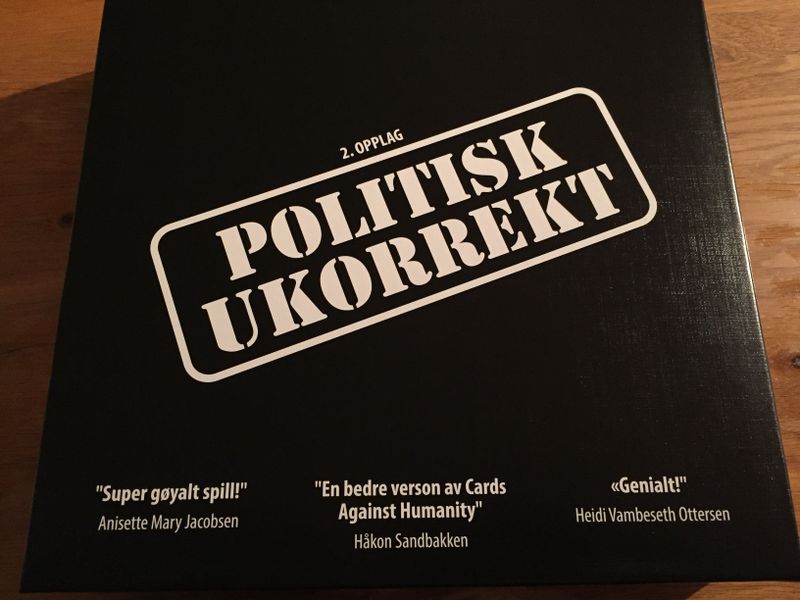 2. OPPLAG
POLITISK
UKORREKT
"Super gøyalt spill!"
Anisette Mary Jacobsen
"En bedre verson av Cards
Against Humanity"
Håkon Sandbakken
«Genialt!"
Heidi Vambeseth Ottersen